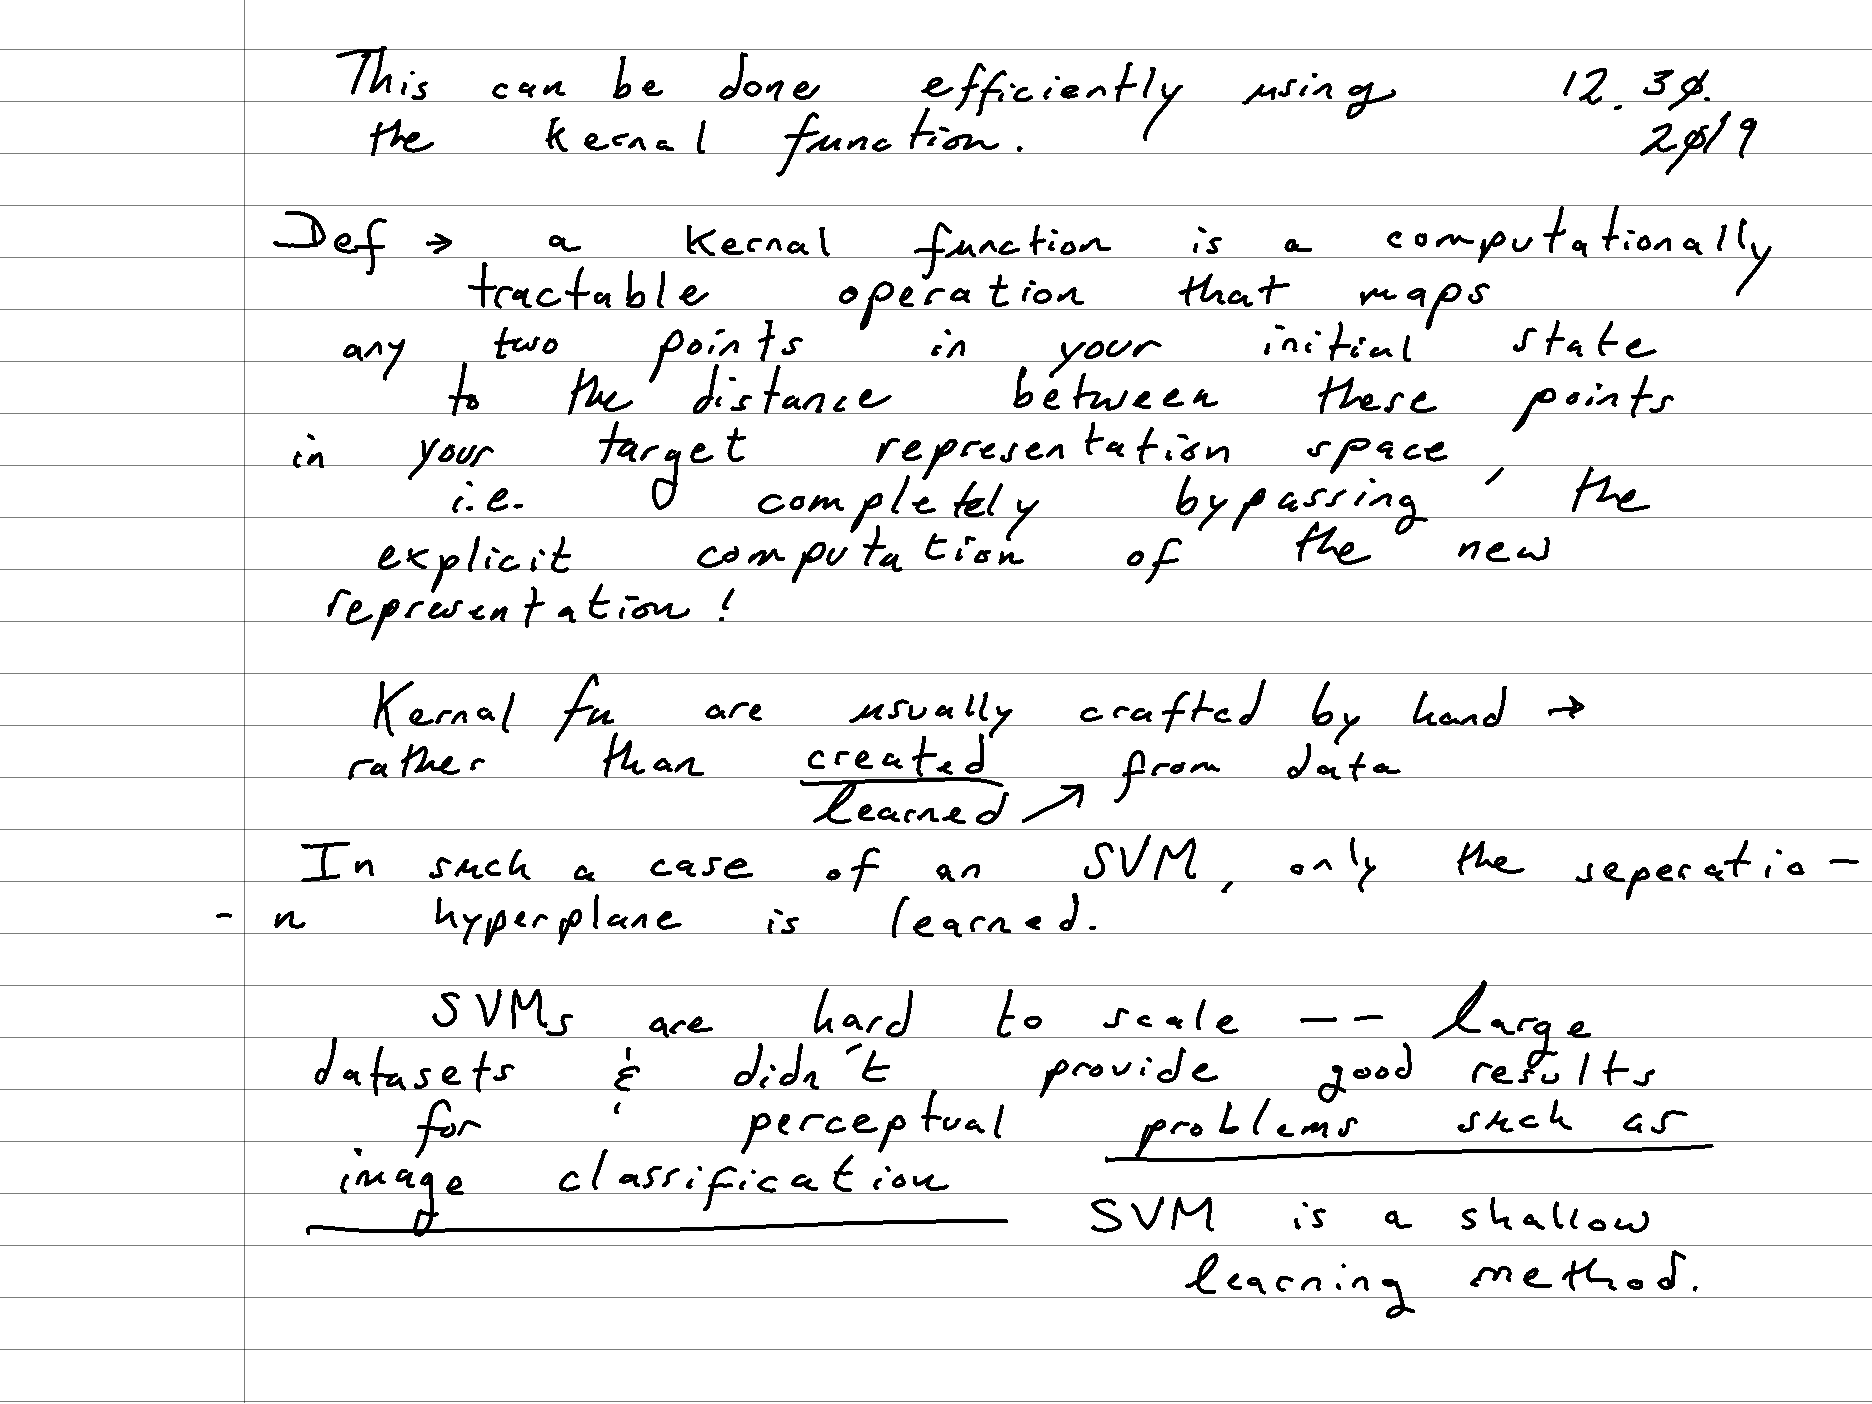 This can be done efficiently using 12.30.
the kernal function. 2019
Def → a kernal function is a computationally
tractable operation that maps
any two points in your initial state
to the distance between these points
in your target representation space,
i.e. completely bypassing the
explicit computation of the new
representation!
Kernal fn are usually crafted by hand →
rather than created from data
learned ↗
In such a case of an SVM, only the seperatio-
-n hyperplane is learned.
SVMs are hard to scale -- large
datasets & didn't provide good results
for perceptual problems such as
image classification
SVM is a shallow
learning method.